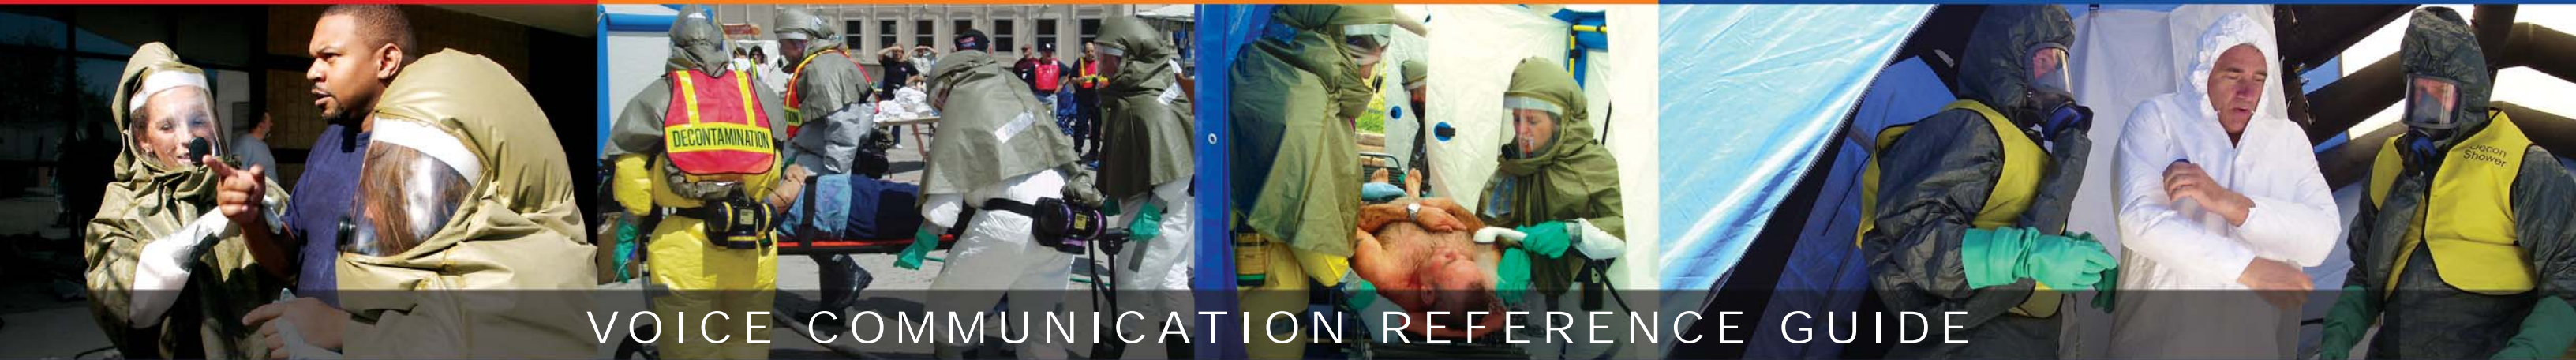 DECONTAMINATION
Decon
Shower
VOICE COMMUNICATION REFERENCE GUIDE